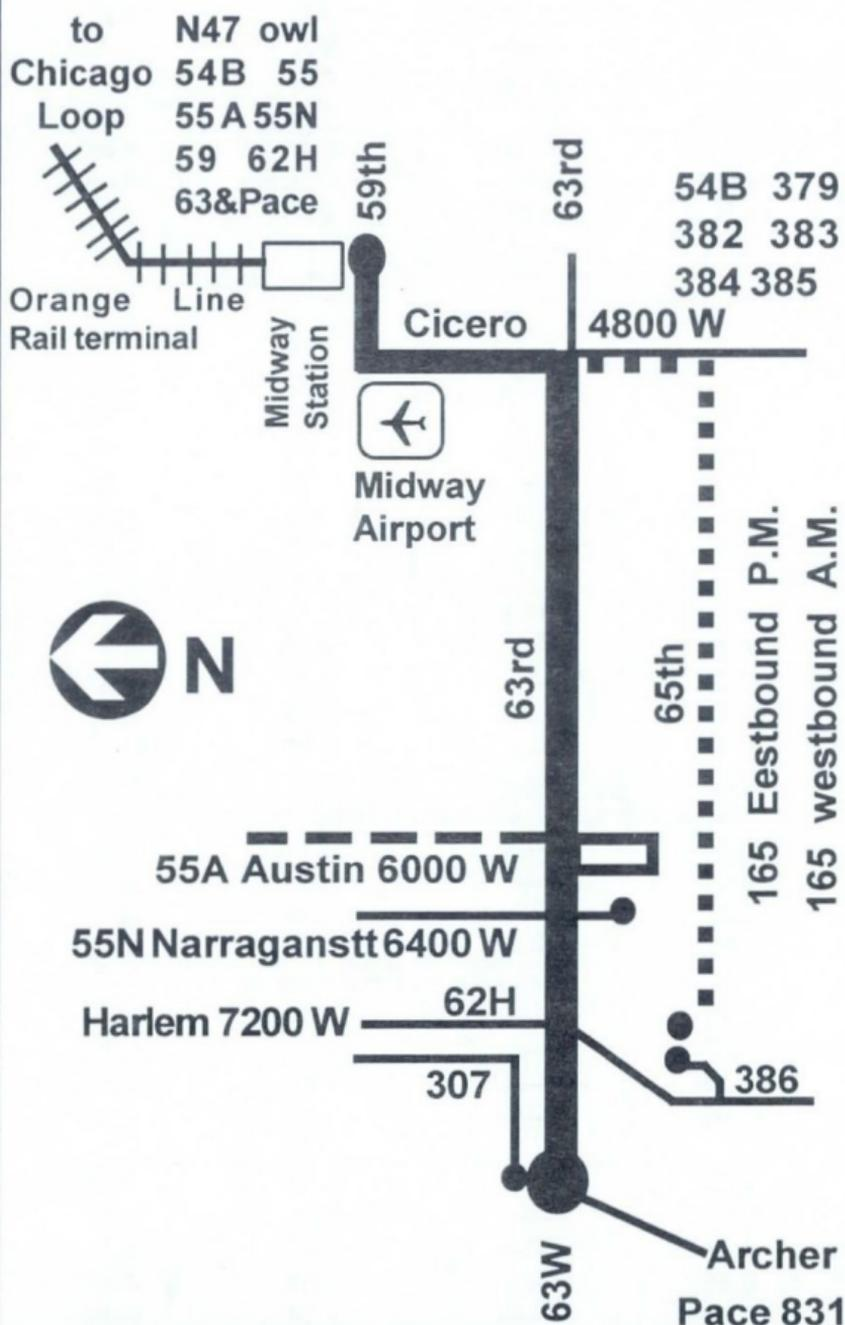 to
Chicago
Loop
N47 owl
54B 55
55A 55N
59 62H
63&Pace
59th
63rd
54B 379
382 383
384 385
Orange Line
Rail terminal
Midway
Station
Cicero
4800 W
Midway
Airport
N
63rd
65th
165 Eestbound P.M.
165 westbound A.M.
55A Austin 6000 W
55N Narraganstt 6400 W
62H
Harlem 7200 W
307
386
63W
Archer
Pace 831